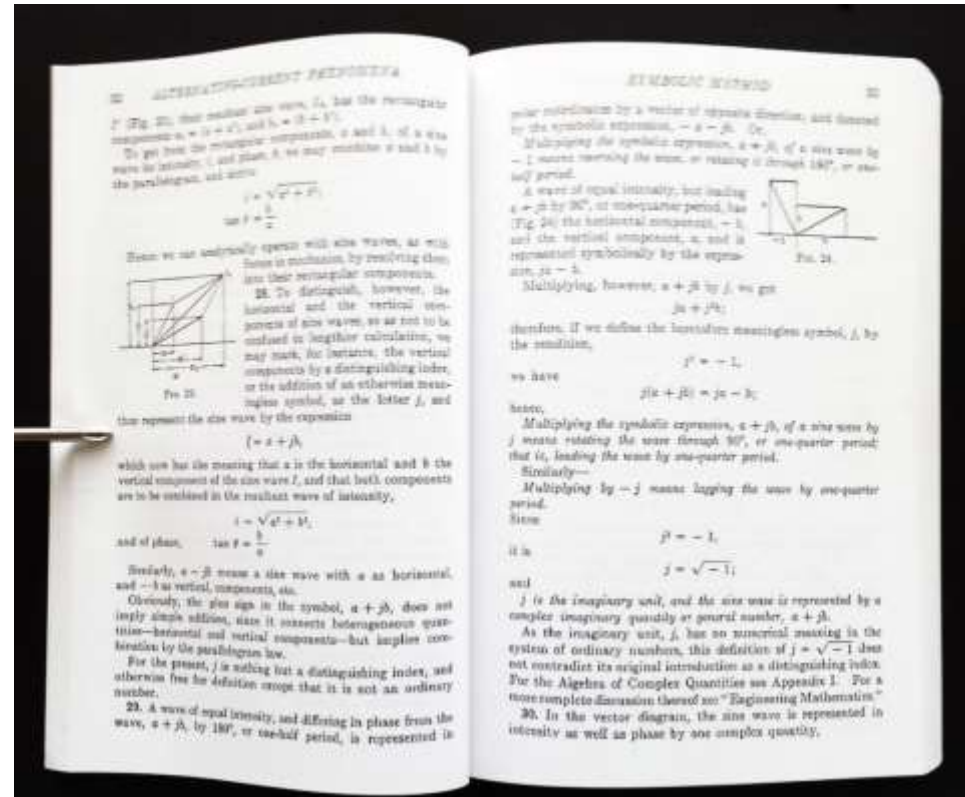 32 ALTERNATING-CURRENT PHENOMENA
(Fig. 23), their resultant sine wave, I₀, has the rectangular
components a₀ = (a + a′), and b₀ = (b + b′).
To get from the rectangular components, a and b, of a sine
wave its intensity, i, and phase, θ, we may combine a and b by
the parallelogram, and derive
i = √a² + b²;
tan θ = b/a
Hence we can analytically operate with sine waves, as with
forces in mechanics, by resolving them
into their rectangular components.
28. To distinguish, however, the
horizontal and the vertical com-
ponents of sine waves, so as not to be
confused in lengthier calculation, we
may mark, for instance, the vertical
components by a distinguishing index,
or the addition of an otherwise mean-
ingless symbol, as the letter j, and
FIG. 23.
thus represent the sine wave by the expression
I = a + jb,
which now has the meaning that a is the horizontal and b the
vertical component of the sine wave I, and that both components
are to be combined in the resultant wave of intensity,
i = √a² + b²,
and of phase, tan θ = b/a
Similarly, a − jb means a sine wave with a as horizontal,
and − b as vertical, components, etc.
Obviously, the plus sign in the symbol, a + jb, does not
imply simple addition, since it connects heterogeneous quan-
tities—horizontal and vertical components—but implies com-
bination by the parallelogram law.
For the present, j is nothing but a distinguishing index, and
otherwise free for definition except that it is not an ordinary
number.
29. A wave of equal intensity, and differing in phase from the
wave, a + jb, by 180°, or one-half period, is represented in
SYMBOLIC METHOD 33
polar coordinates by a vector of opposite direction, and denoted
by the symbolic expression, − a − jb. Or,
Multiplying the symbolic expression, a + jb, of a sine wave by
− 1 means reversing the wave, or rotating it through 180°, or one-
half period.
A wave of equal intensity, but leading
a + jb by 90°, or one-quarter period, has
(Fig. 24) the horizontal component, − b,
and the vertical component, a, and is
represented symbolically by the expres-
sion, ja − b.
FIG. 24.
Multiplying, however, a + jb by j, we get
ja + j²b;
therefore, if we define the heretofore meaningless symbol, j, by
the condition,
j² = − 1,
we have
j(a + jb) = ja − b;
hence,
Multiplying the symbolic expression, a + jb, of a sine wave by
j means rotating the wave through 90°, or one-quarter period;
that is, leading the wave by one-quarter period.
Similarly—
Multiplying by − j means lagging the wave by one-quarter
period.
Since
j² = − 1,
it is
j = √−1;
and
j is the imaginary unit, and the sine wave is represented by a
complex imaginary quantity or general number, a + jb.
As the imaginary unit, j, has no numerical meaning in the
system of ordinary numbers, this definition of j = √−1 does
not contradict its original introduction as a distinguishing index.
For the Algebra of Complex Quantities see Appendix I. For a
more complete discussion thereof see "Engineering Mathematics."
30. In the vector diagram, the sine wave is represented in
intensity as well as phase by one complex quantity,